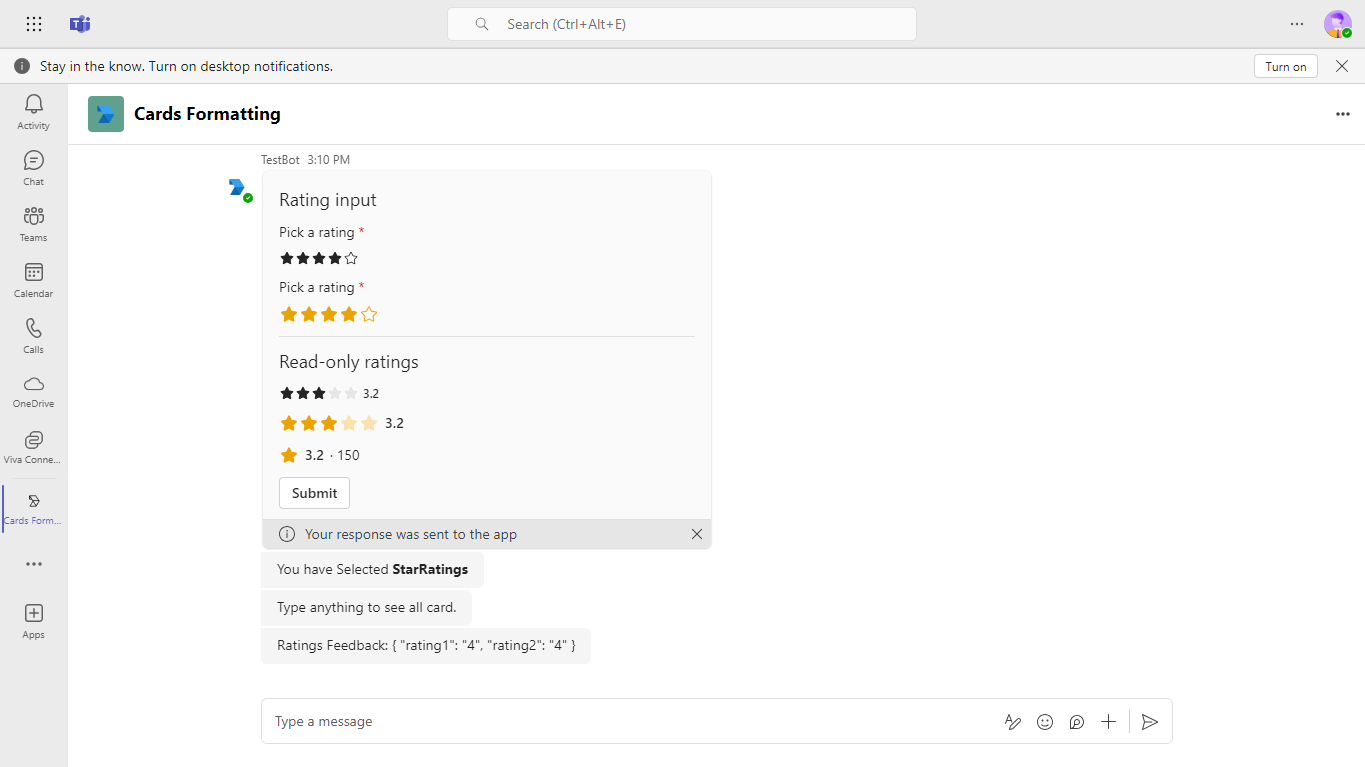 Search (Ctrl+Alt+E)
Stay in the know. Turn on desktop notifications.
Turn on
Activity
Chat
Teams
Calendar
Calls
OneDrive
Viva Conne...
Cards Form...
Apps
Cards Formatting
TestBot 3:10 PM
Rating input
Pick a rating *
Pick a rating *
Read-only ratings
3.2
3.2
3.2 · 150
Submit
Your response was sent to the app
You have Selected StarRatings
Type anything to see all card.
Ratings Feedback: { "rating1": "4", "rating2": "4" }
Type a message